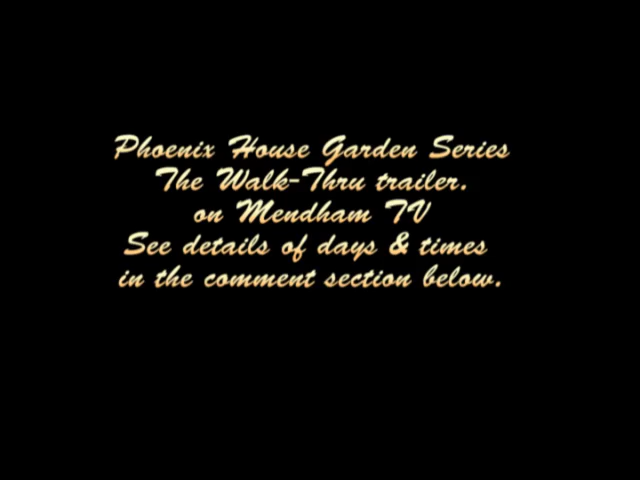 Phoenix House Garden Series
The Walk-Thru trailer.
on Mendham TV
See details of days & times
in the comment section below.